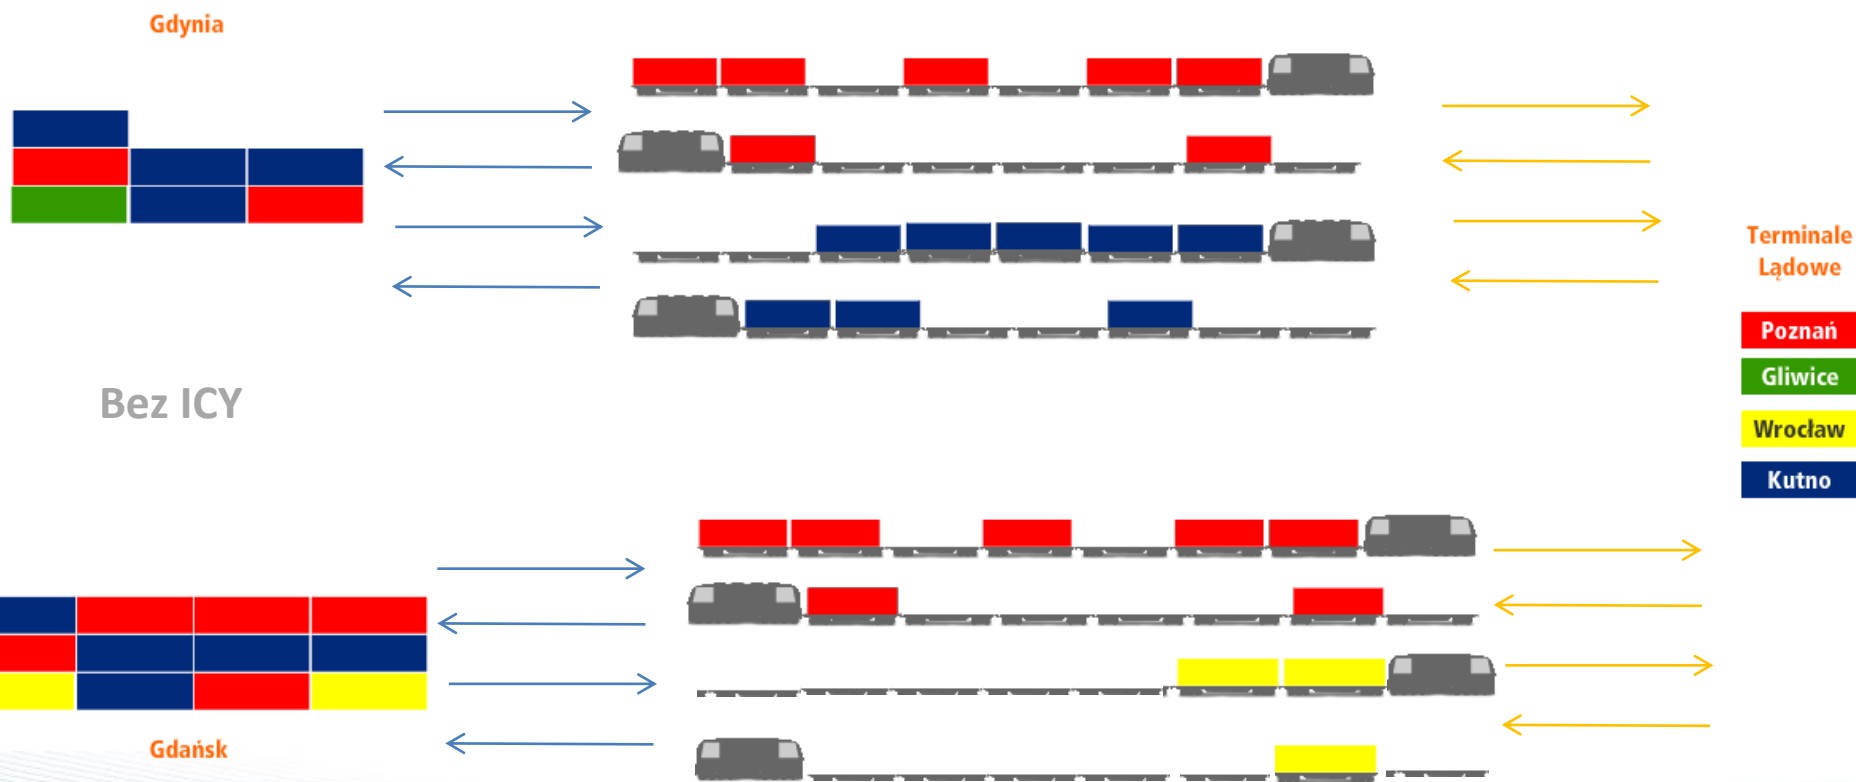 Gdynia
Terminale
Lądowe
Poznań
Gliwice
Wrocław
Kutno
Bez ICY
Gdańsk